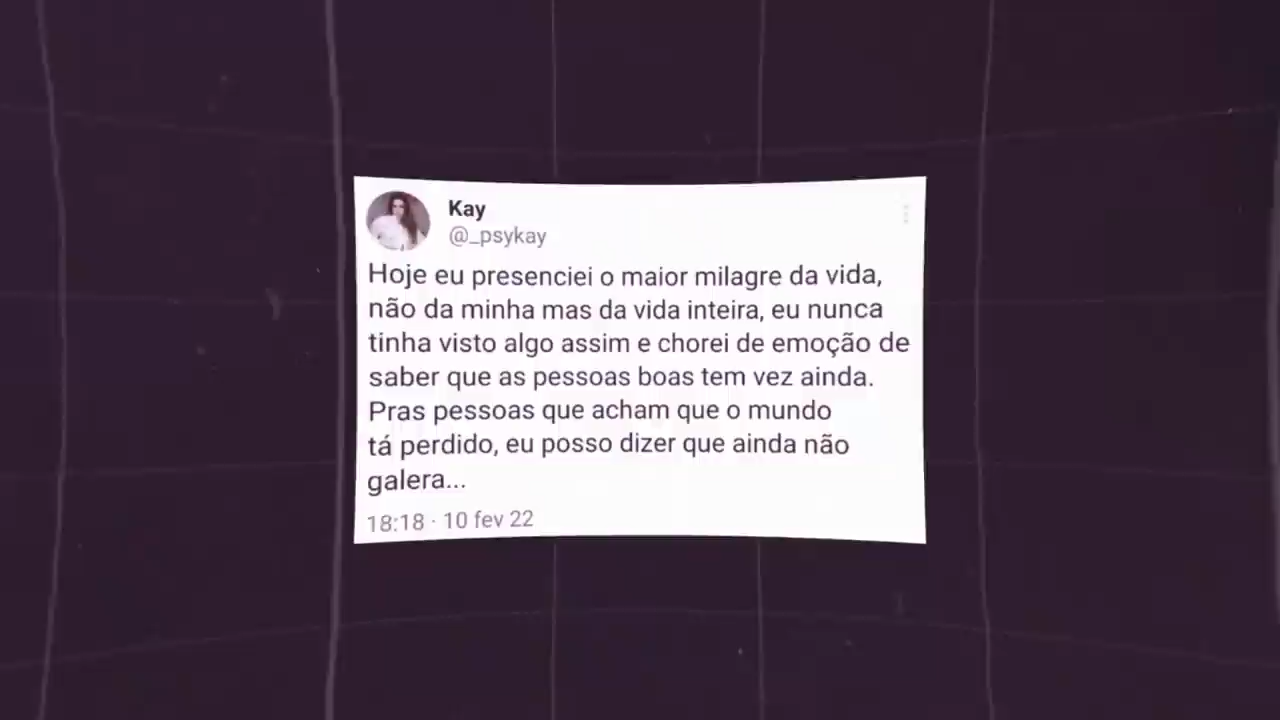 Kay
@_psykay
Hoje eu presenciei o maior milagre da vida,
não da minha mas da vida inteira, eu nunca
tinha visto algo assim e chorei de emoção de
saber que as pessoas boas tem vez ainda.
Pras pessoas que acham que o mundo
tá perdido, eu posso dizer que ainda não
galera...
18:18 · 10 fev 22